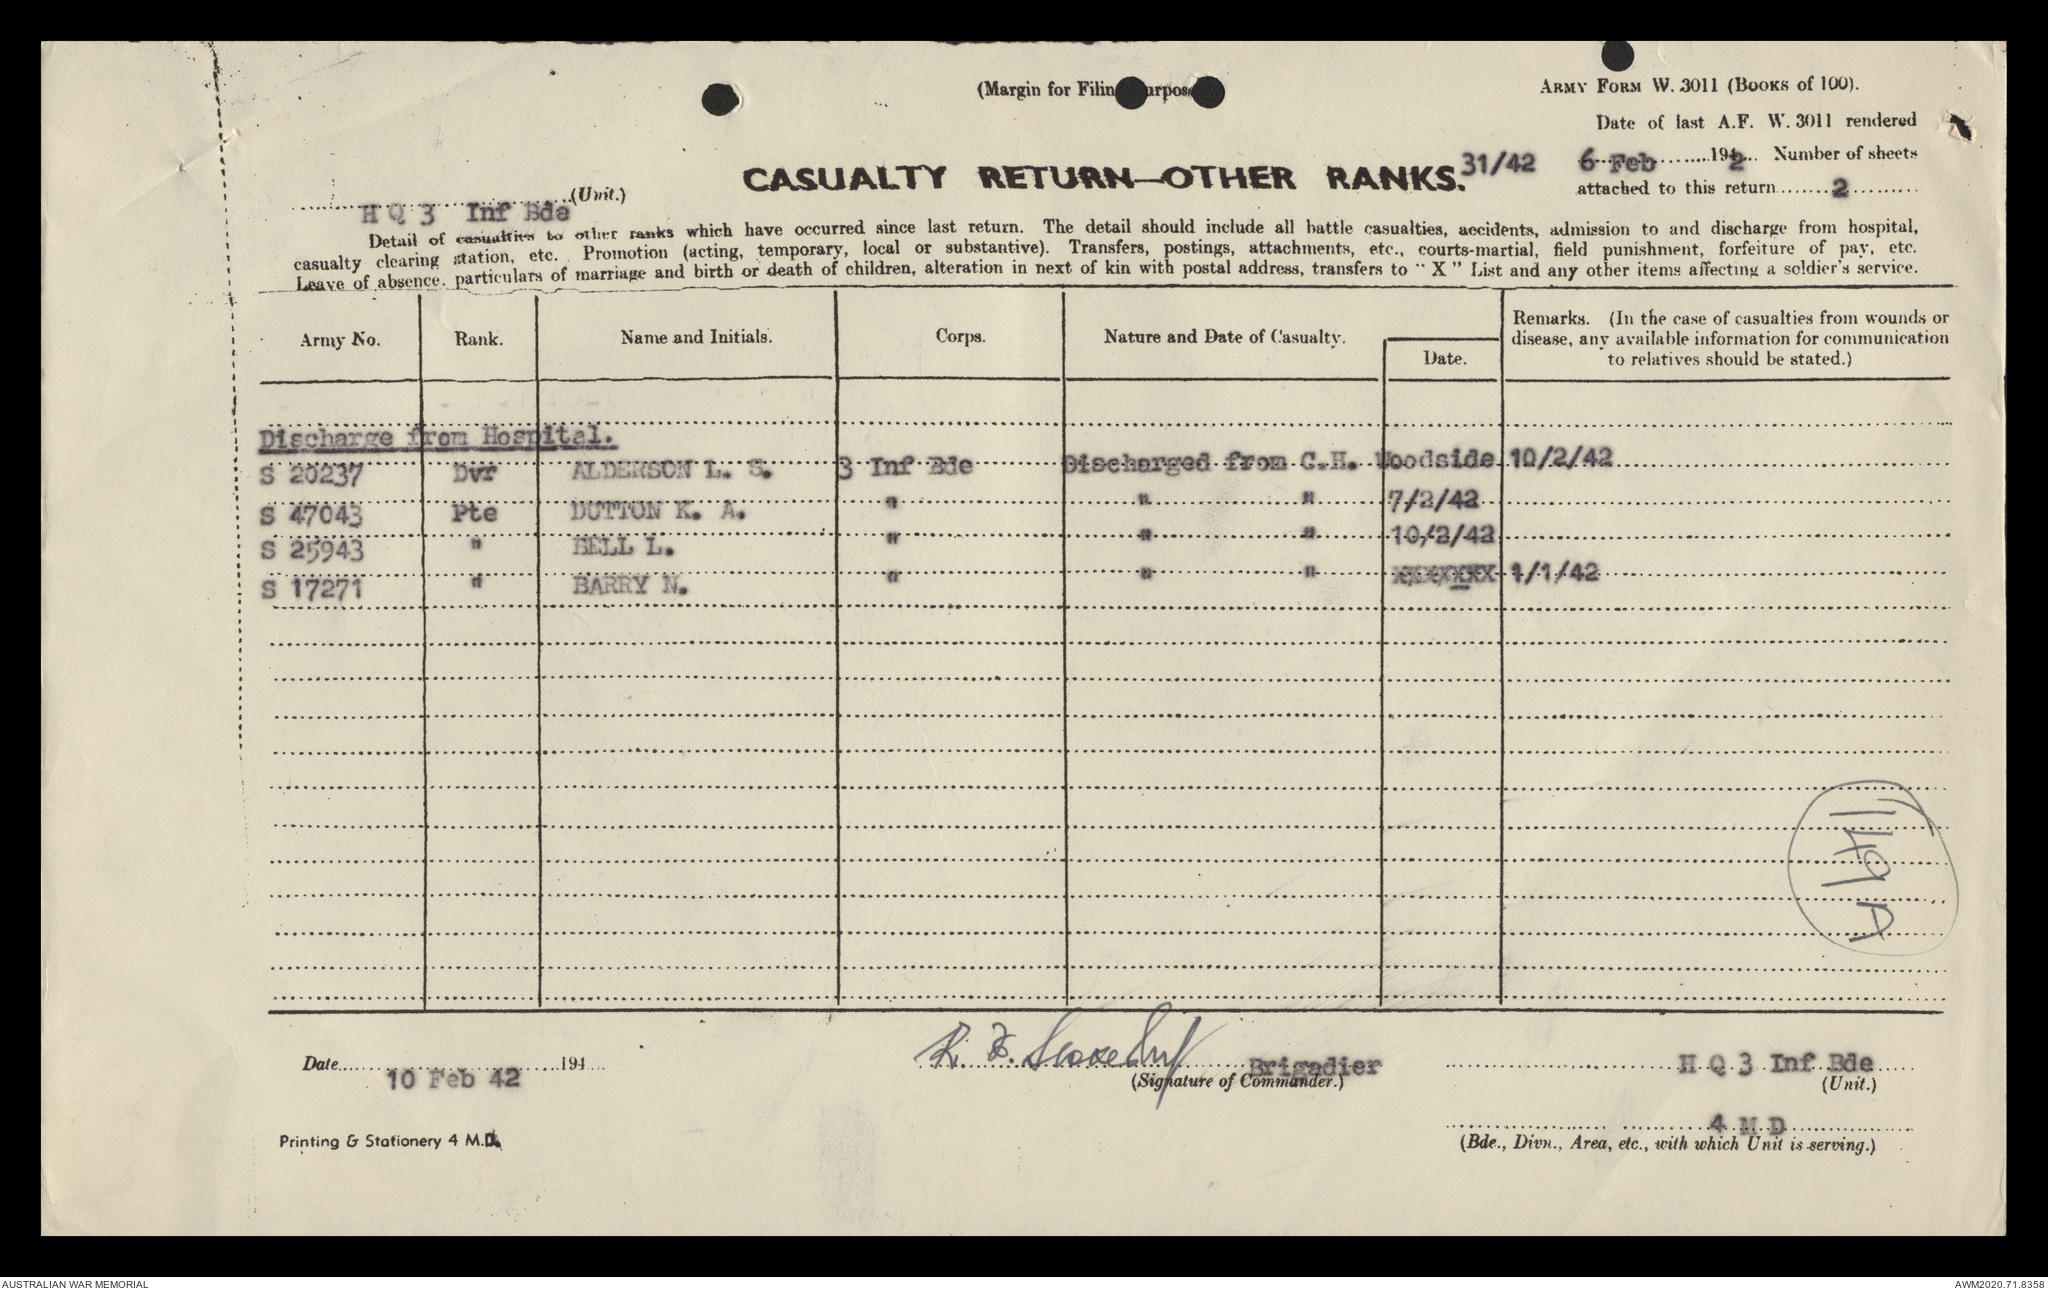 (Margin for Filin urpos
ARMY FORM W. 3011 (BOOKS of 100).
Date of last A.F. W. 3011 rendered
CASUALTY RETURN—OTHER RANKS. 31/42 6 Feb 1942 Number of sheets
attached to this return 2
H Q 3 Inf Bde (Unit.)
Detail of casualties to other ranks which have occurred since last return. The detail should include all battle casualties, accidents, admission to and discharge from hospital,
casualty clearing station, etc. Promotion (acting, temporary, local or substantive). Transfers, postings, attachments, etc., courts-martial, field punishment, forfeiture of pay, etc.
Leave of absence. particulars of marriage and birth or death of children, alteration in next of kin with postal address, transfers to "X" List and any other items affecting a soldier's service.
Army No. Rank. Name and Initials. Corps. Nature and Date of Casualty. Date. Remarks. (In the case of casualties from wounds or
disease, any available information for communication
to relatives should be stated.)
Discharge from Hospital.
S 20237 Dvr ALDERSON L. S. 3 Inf Bde Discharged from C.H. Woodside 10/2/42
S 47043 Pte DUTTON K. A. " " " 7/2/42
S 25943 " BELL L. " " " 10/2/42
S 17271 " BARRY N. " " " XXXXXXX 1/1/42
149A
Date 10 Feb 42 194
R. F. Brigadier
(Signature of Commander.)
H Q 3 Inf Bde
(Unit.)
4 M D
(Bde., Divn., Area, etc., with which Unit is serving.)
Printing & Stationery 4 M.D.
AUSTRALIAN WAR MEMORIAL
AWM2020.71.8358